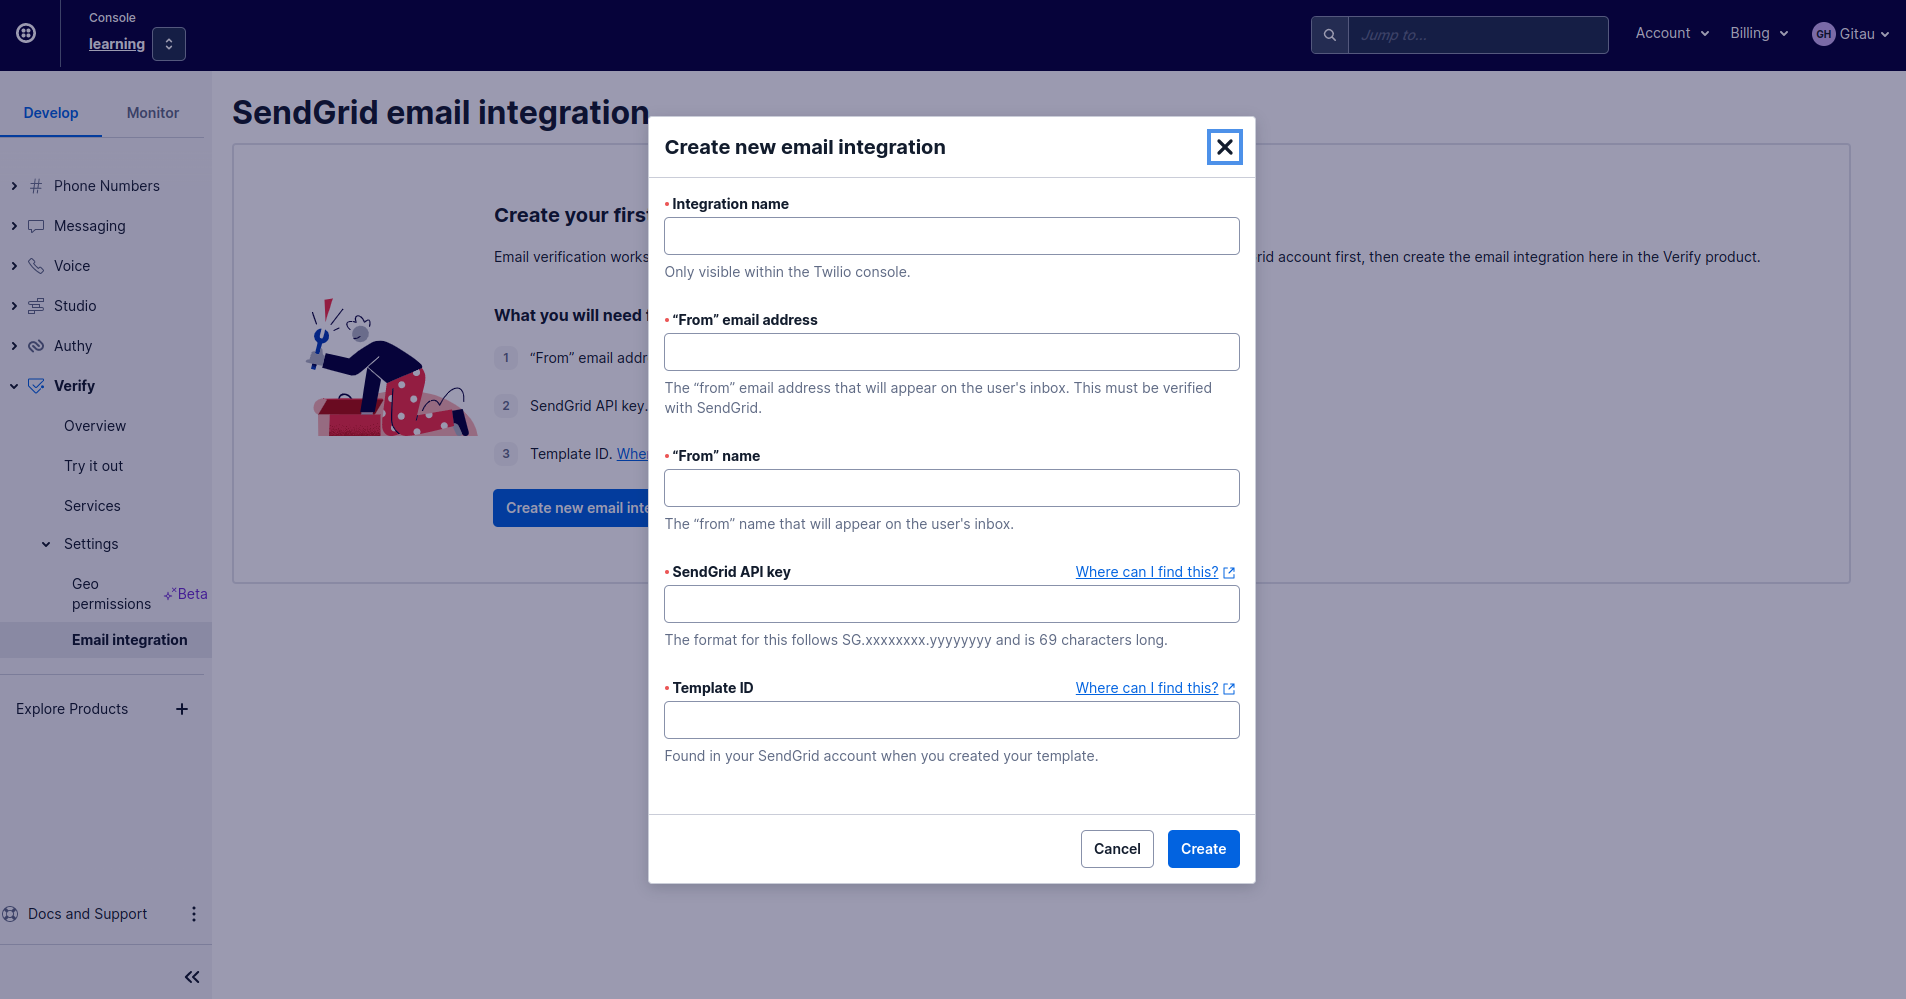 Console
learning
Jump to...
Account
Billing
GH
Gitau
Develop
Monitor
Phone Numbers
Messaging
Voice
Studio
Authy
Verify
Overview
Try it out
Services
Settings
Geo
permissions
Beta
Email integration
Explore Products
Docs and Support
SendGrid email integration
Create your first
Email verification works
rid account first, then create the email integration here in the Verify product.
What you will need
1 “From” email addr
2 SendGrid API key.
3 Template ID. Wher
Create new email inte
Create new email integration
Integration name
Only visible within the Twilio console.
“From” email address
The “from” email address that will appear on the user's inbox. This must be verified
with SendGrid.
“From” name
The “from” name that will appear on the user's inbox.
SendGrid API key
Where can I find this?
The format for this follows SG.xxxxxxxx.yyyyyyyy and is 69 characters long.
Template ID
Where can I find this?
Found in your SendGrid account when you created your template.
Cancel
Create